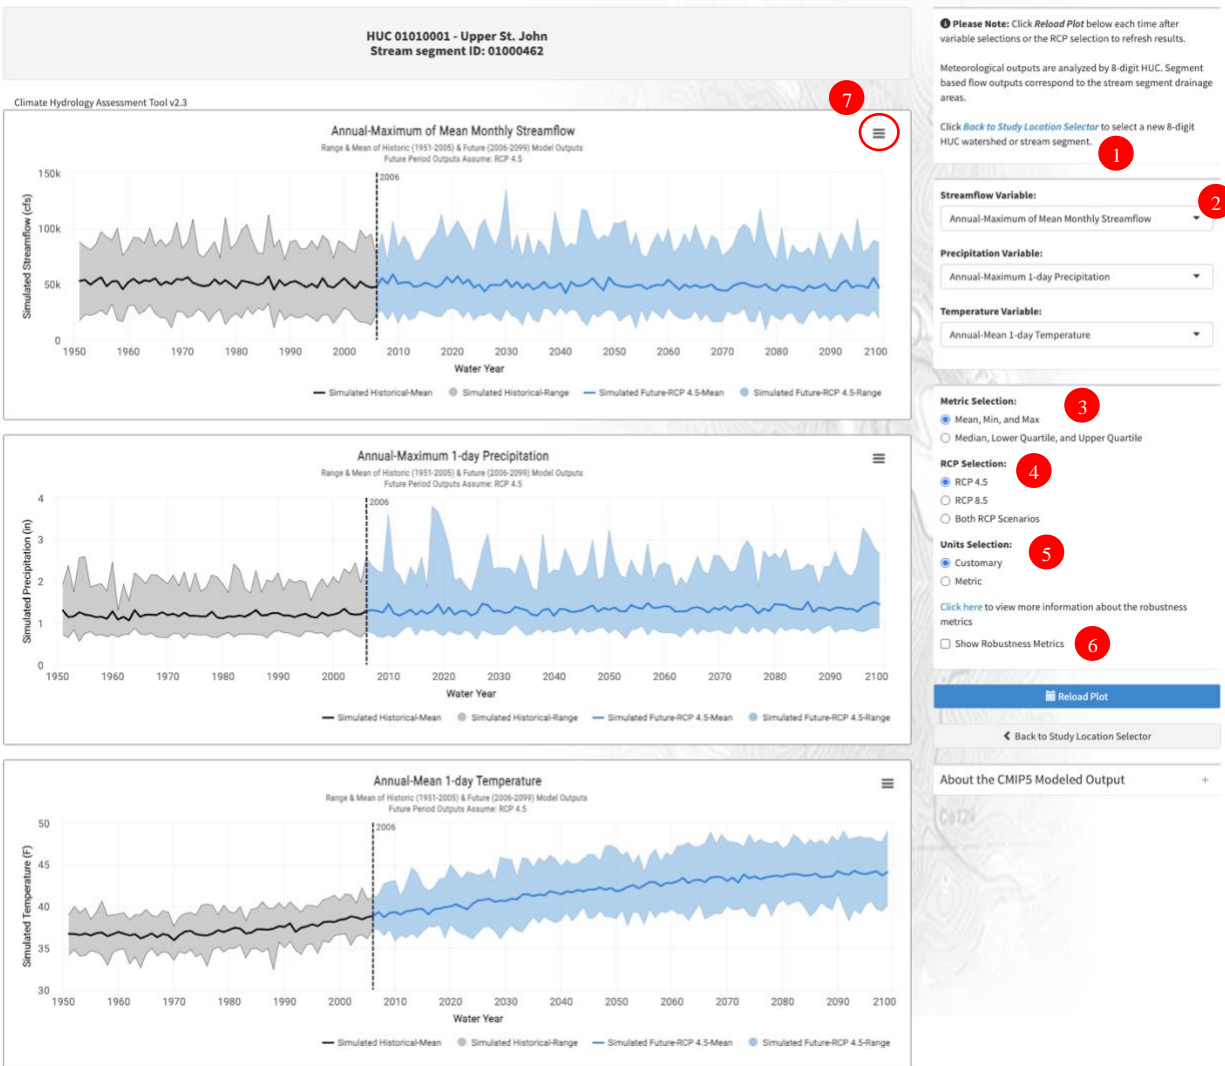 HUC 01010001 - Upper St. John
Stream segment ID: 01000462
Climate Hydrology Assessment Tool v2.3
7
Annual-Maximum of Mean Monthly Streamflow
Range & Mean of Historic (1951-2005) & Future (2006-2099) Model Outputs
Future Period Outputs Assume: RCP 4.5
2006
Simulated Streamflow (cfs)
150k
100k
50k
0
1950 1960 1970 1980 1990 2000 2010 2020 2030 2040 2050 2060 2070 2080 2090 2100
Water Year
Simulated Historical-Mean Simulated Historical-Range Simulated Future-RCP 4.5-Mean Simulated Future-RCP 4.5-Range
Annual-Maximum 1-day Precipitation
Range & Mean of Historic (1951-2005) & Future (2006-2099) Model Outputs
Future Period Outputs Assume: RCP 4.5
2006
Simulated Precipitation (in)
4
3
2
1
0
1950 1960 1970 1980 1990 2000 2010 2020 2030 2040 2050 2060 2070 2080 2090 2100
Water Year
Simulated Historical-Mean Simulated Historical-Range Simulated Future-RCP 4.5-Mean Simulated Future-RCP 4.5-Range
Annual-Mean 1-day Temperature
Range & Mean of Historic (1951-2005) & Future (2006-2099) Model Outputs
Future Period Outputs Assume: RCP 4.5
2006
Simulated Temperature (F)
50
45
40
35
30
1950 1960 1970 1980 1990 2000 2010 2020 2030 2040 2050 2060 2070 2080 2090 2100
Water Year
Simulated Historical-Mean Simulated Historical-Range Simulated Future-RCP 4.5-Mean Simulated Future-RCP 4.5-Range
Please Note: Click Reload Plot below each time after
variable selections or the RCP selection to refresh results.
Meteorological outputs are analyzed by 8-digit HUC. Segment
based flow outputs correspond to the stream segment drainage
areas.
Click Back to Study Location Selector to select a new 8-digit
HUC watershed or stream segment.
1
Streamflow Variable:
2
Annual-Maximum of Mean Monthly Streamflow
Precipitation Variable:
Annual-Maximum 1-day Precipitation
Temperature Variable:
Annual-Mean 1-day Temperature
Metric Selection:
3
Mean, Min, and Max
Median, Lower Quartile, and Upper Quartile
RCP Selection:
4
RCP 4.5
RCP 8.5
Both RCP Scenarios
Units Selection:
5
Customary
Metric
Click here to view more information about the robustness
metrics
Show Robustness Metrics
6
Reload Plot
Back to Study Location Selector
About the CMIP5 Modeled Output +